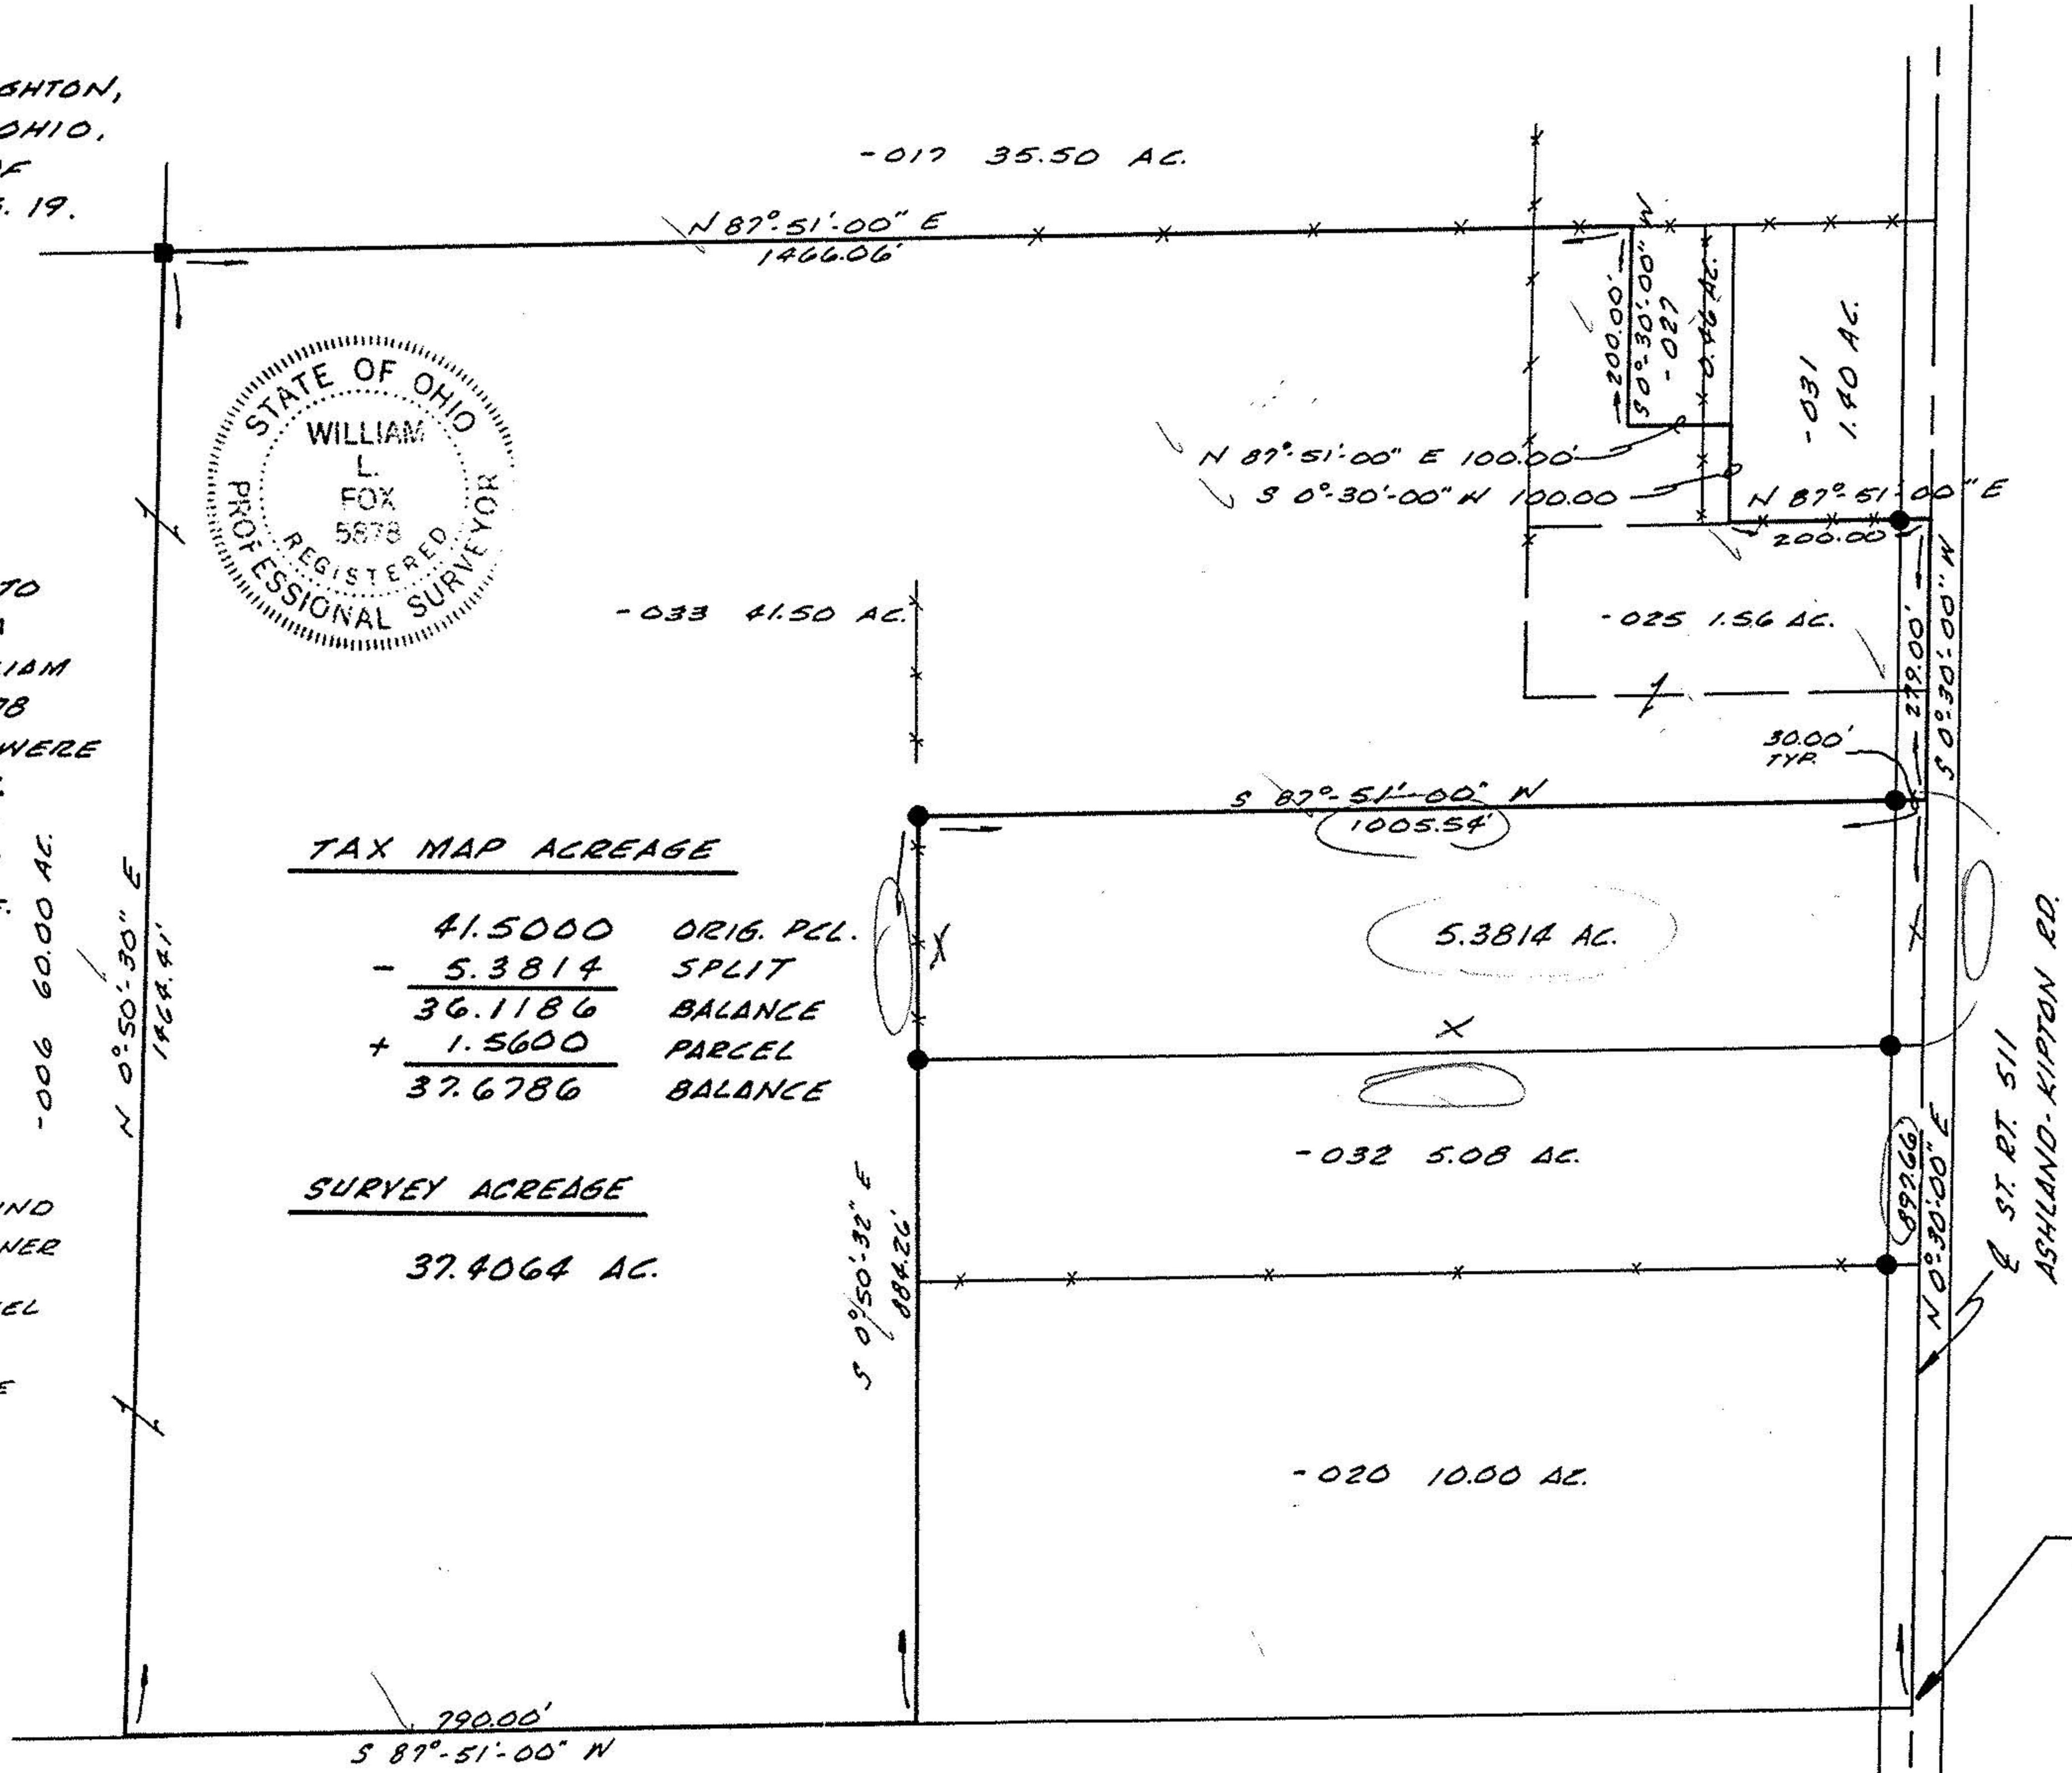 GHTON,
OHIO.
OF
. 19.
-017 35.50 AC.
N 87°-51'-00" E
1466.06'
200.00'
S 0°-30'-00" W
-027
0.46 AC.
-031
1.40 AC.
STATE OF OHIO
WILLIAM
L.
FOX
5878
REGISTERED
PROFESSIONAL SURVEYOR
N 87°-51'-00" E 100.00'
S 0°-30'-00" W 100.00
N 87°-51'-00" E
200.00
TO
LIAM
78
WERE
-033 41.50 AC.
-025 1.56 AC.
279.00'
S 0°-30'-00" W
30.00'
TYP.
S 87°-51'-00" W
1005.54'
-006 60.00 AC.
N 0°-50'-30" E
1464.41'
TAX MAP ACREAGE
41.5000 ORIG. PCL.
- 5.3814 SPLIT
36.1186 BALANCE
+ 1.5600 PARCEL
37.6786 BALANCE
5.3814 AC.
X
X
X
SURVEY ACREAGE
37.4064 AC.
S 0°-50'-32" E
884.26'
-032 5.08 AC.
897.66'
N 0°-30'-00" E
℄ ST. RT. 511
ASHLAND-KIPTON RD.
UND
NER
EL
E
-020 10.00 AC.
790.00'
S 87°-51'-00" W